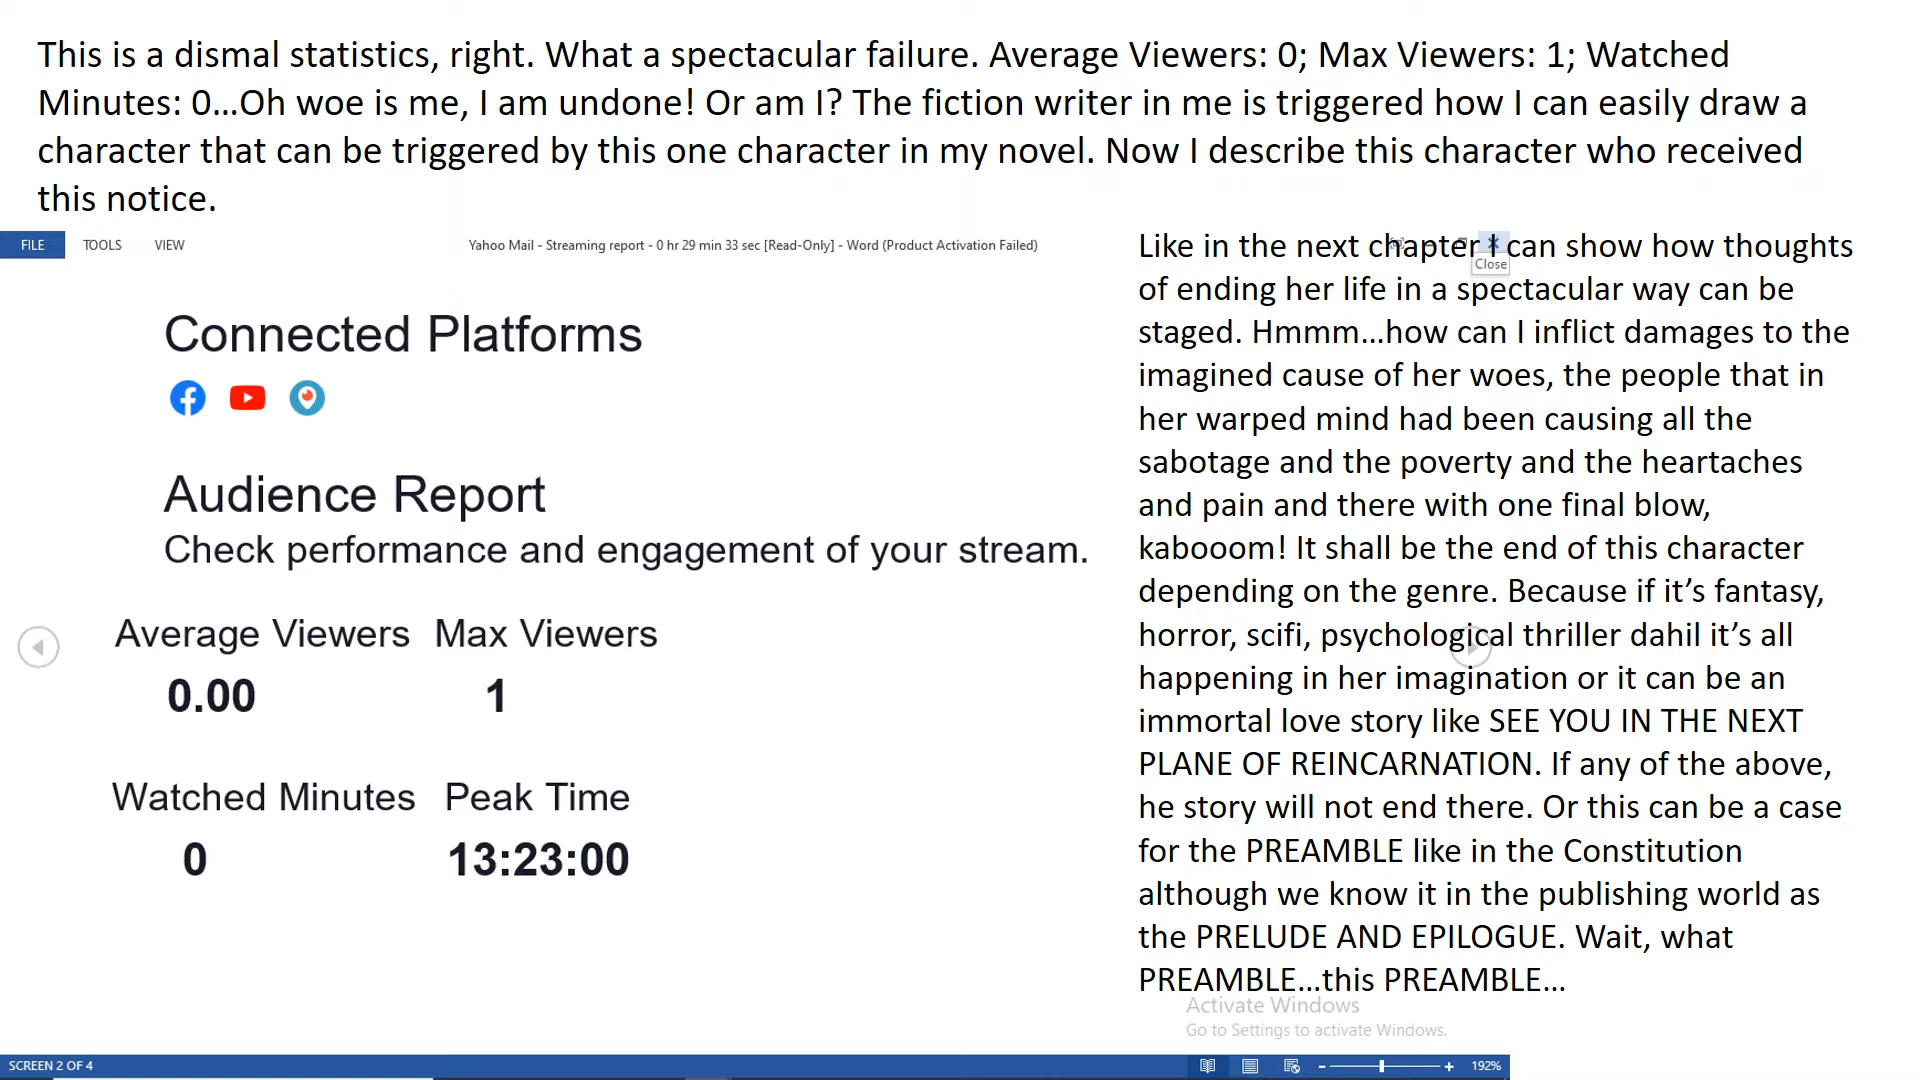 This is a dismal statistics, right. What a spectacular failure. Average Viewers: 0; Max Viewers: 1; Watched
Minutes: 0…Oh woe is me, I am undone! Or am I? The fiction writer in me is triggered how I can easily draw a
character that can be triggered by this one character in my novel. Now I describe this character who received
this notice.
FILE TOOLS VIEW Yahoo Mail - Streaming report - 0 hr 29 min 33 sec [Read-Only] - Word (Product Activation Failed)
Connected Platforms
Audience Report
Check performance and engagement of your stream.
Average Viewers Max Viewers
0.00 1
Watched Minutes Peak Time
0 13:23:00
Like in the next chapter I can show how thoughts
Close
of ending her life in a spectacular way can be
staged. Hmmm…how can I inflict damages to the
imagined cause of her woes, the people that in
her warped mind had been causing all the
sabotage and the poverty and the heartaches
and pain and there with one final blow,
kabooom! It shall be the end of this character
depending on the genre. Because if it’s fantasy,
horror, scifi, psychological thriller dahil it’s all
happening in her imagination or it can be an
immortal love story like SEE YOU IN THE NEXT
PLANE OF REINCARNATION. If any of the above,
he story will not end there. Or this can be a case
for the PREAMBLE like in the Constitution
although we know it in the publishing world as
the PRELUDE AND EPILOGUE. Wait, what
PREAMBLE…this PREAMBLE…
Activate Windows
Go to Settings to activate Windows.
SCREEN 2 OF 4 192%